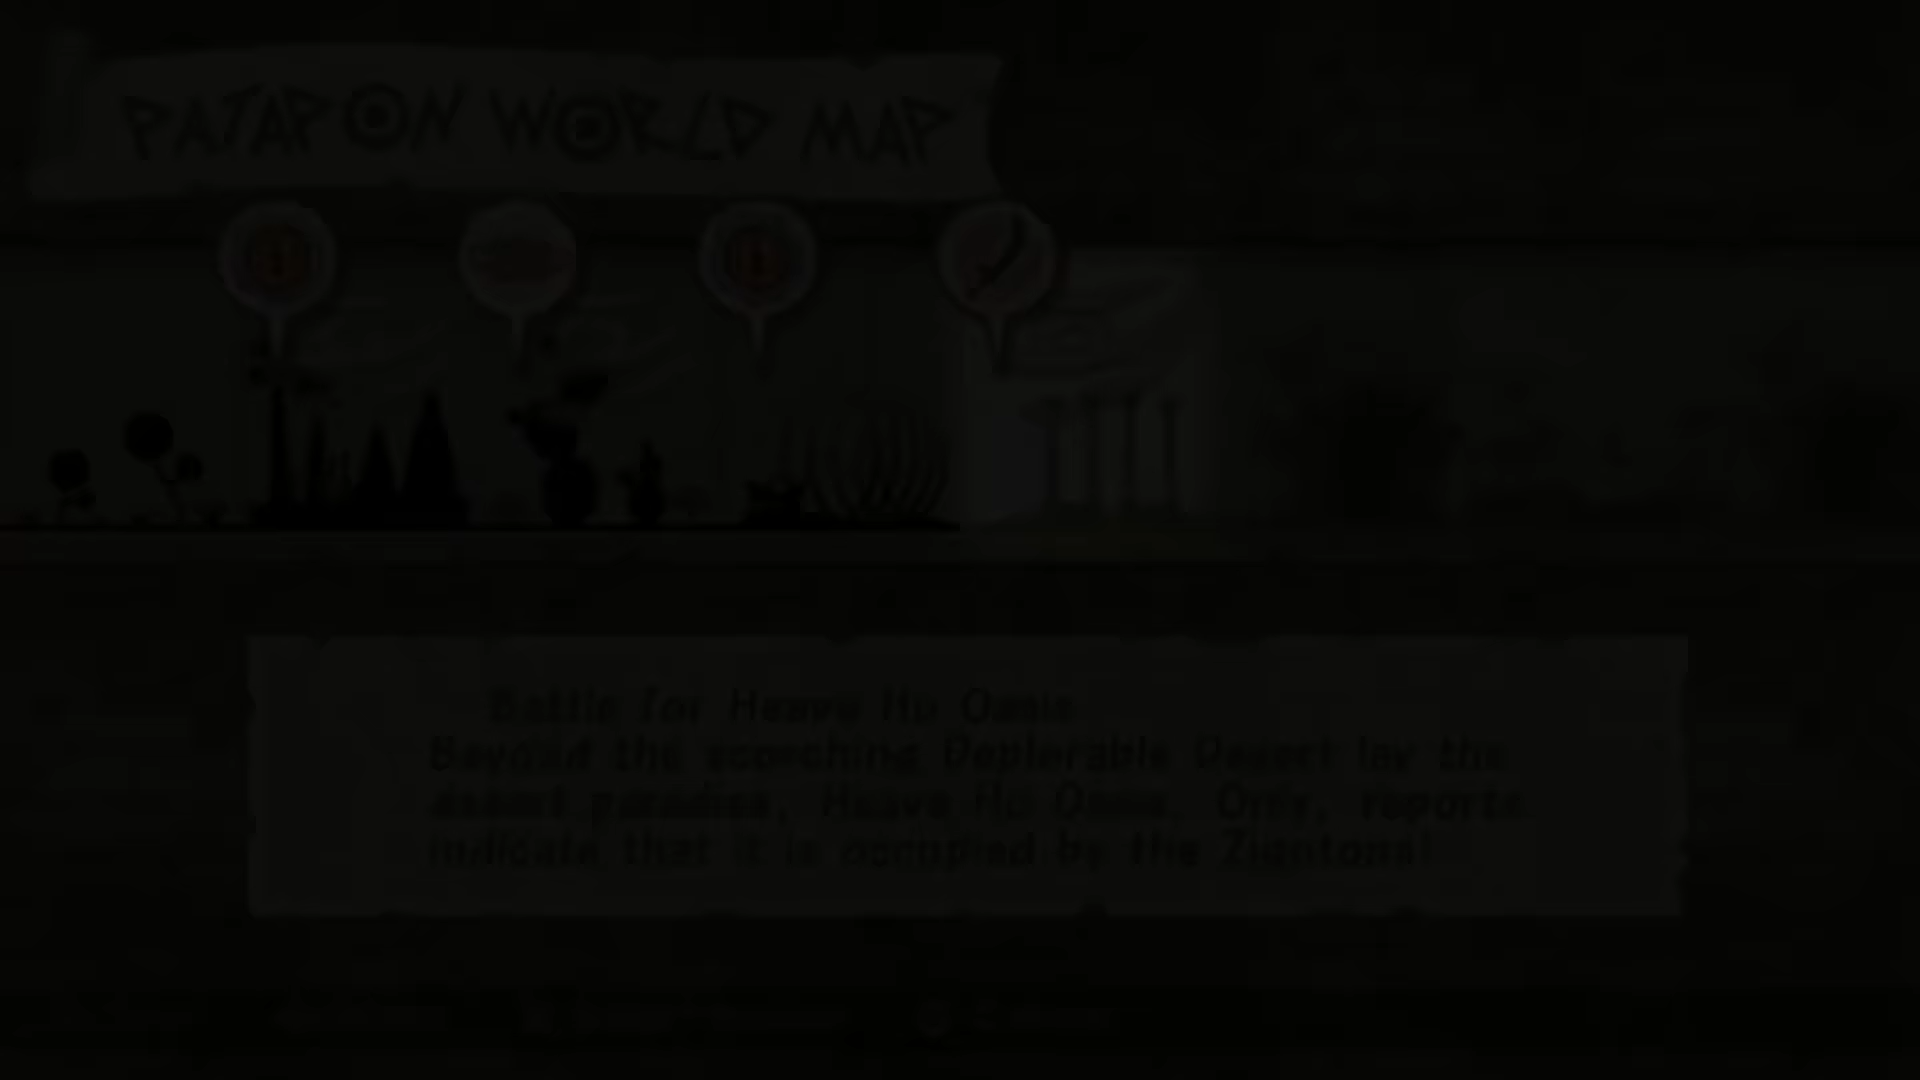 PATAPON WORLD MAP
Battle for Heave Ho Oasis
Beyond the scorching Deplorable Desert lay the
desert paradise, Heave Ho Oasis. Only, reports
indicate that it is occupied by the Zigotons!